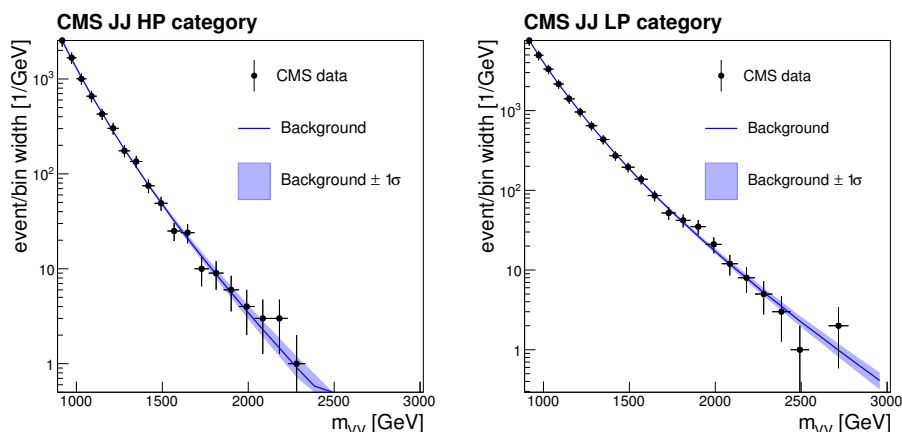 CMS JJ HP category
event/bin width [1/GeV]
10³
10²
10
1
CMS data
Background
Background ± 1σ
1000 1500 2000 2500 3000
m_VV [GeV]
CMS JJ LP category
event/bin width [1/GeV]
10³
10²
10
1
CMS data
Background
Background ± 1σ
1000 1500 2000 2500 3000
m_VV [GeV]